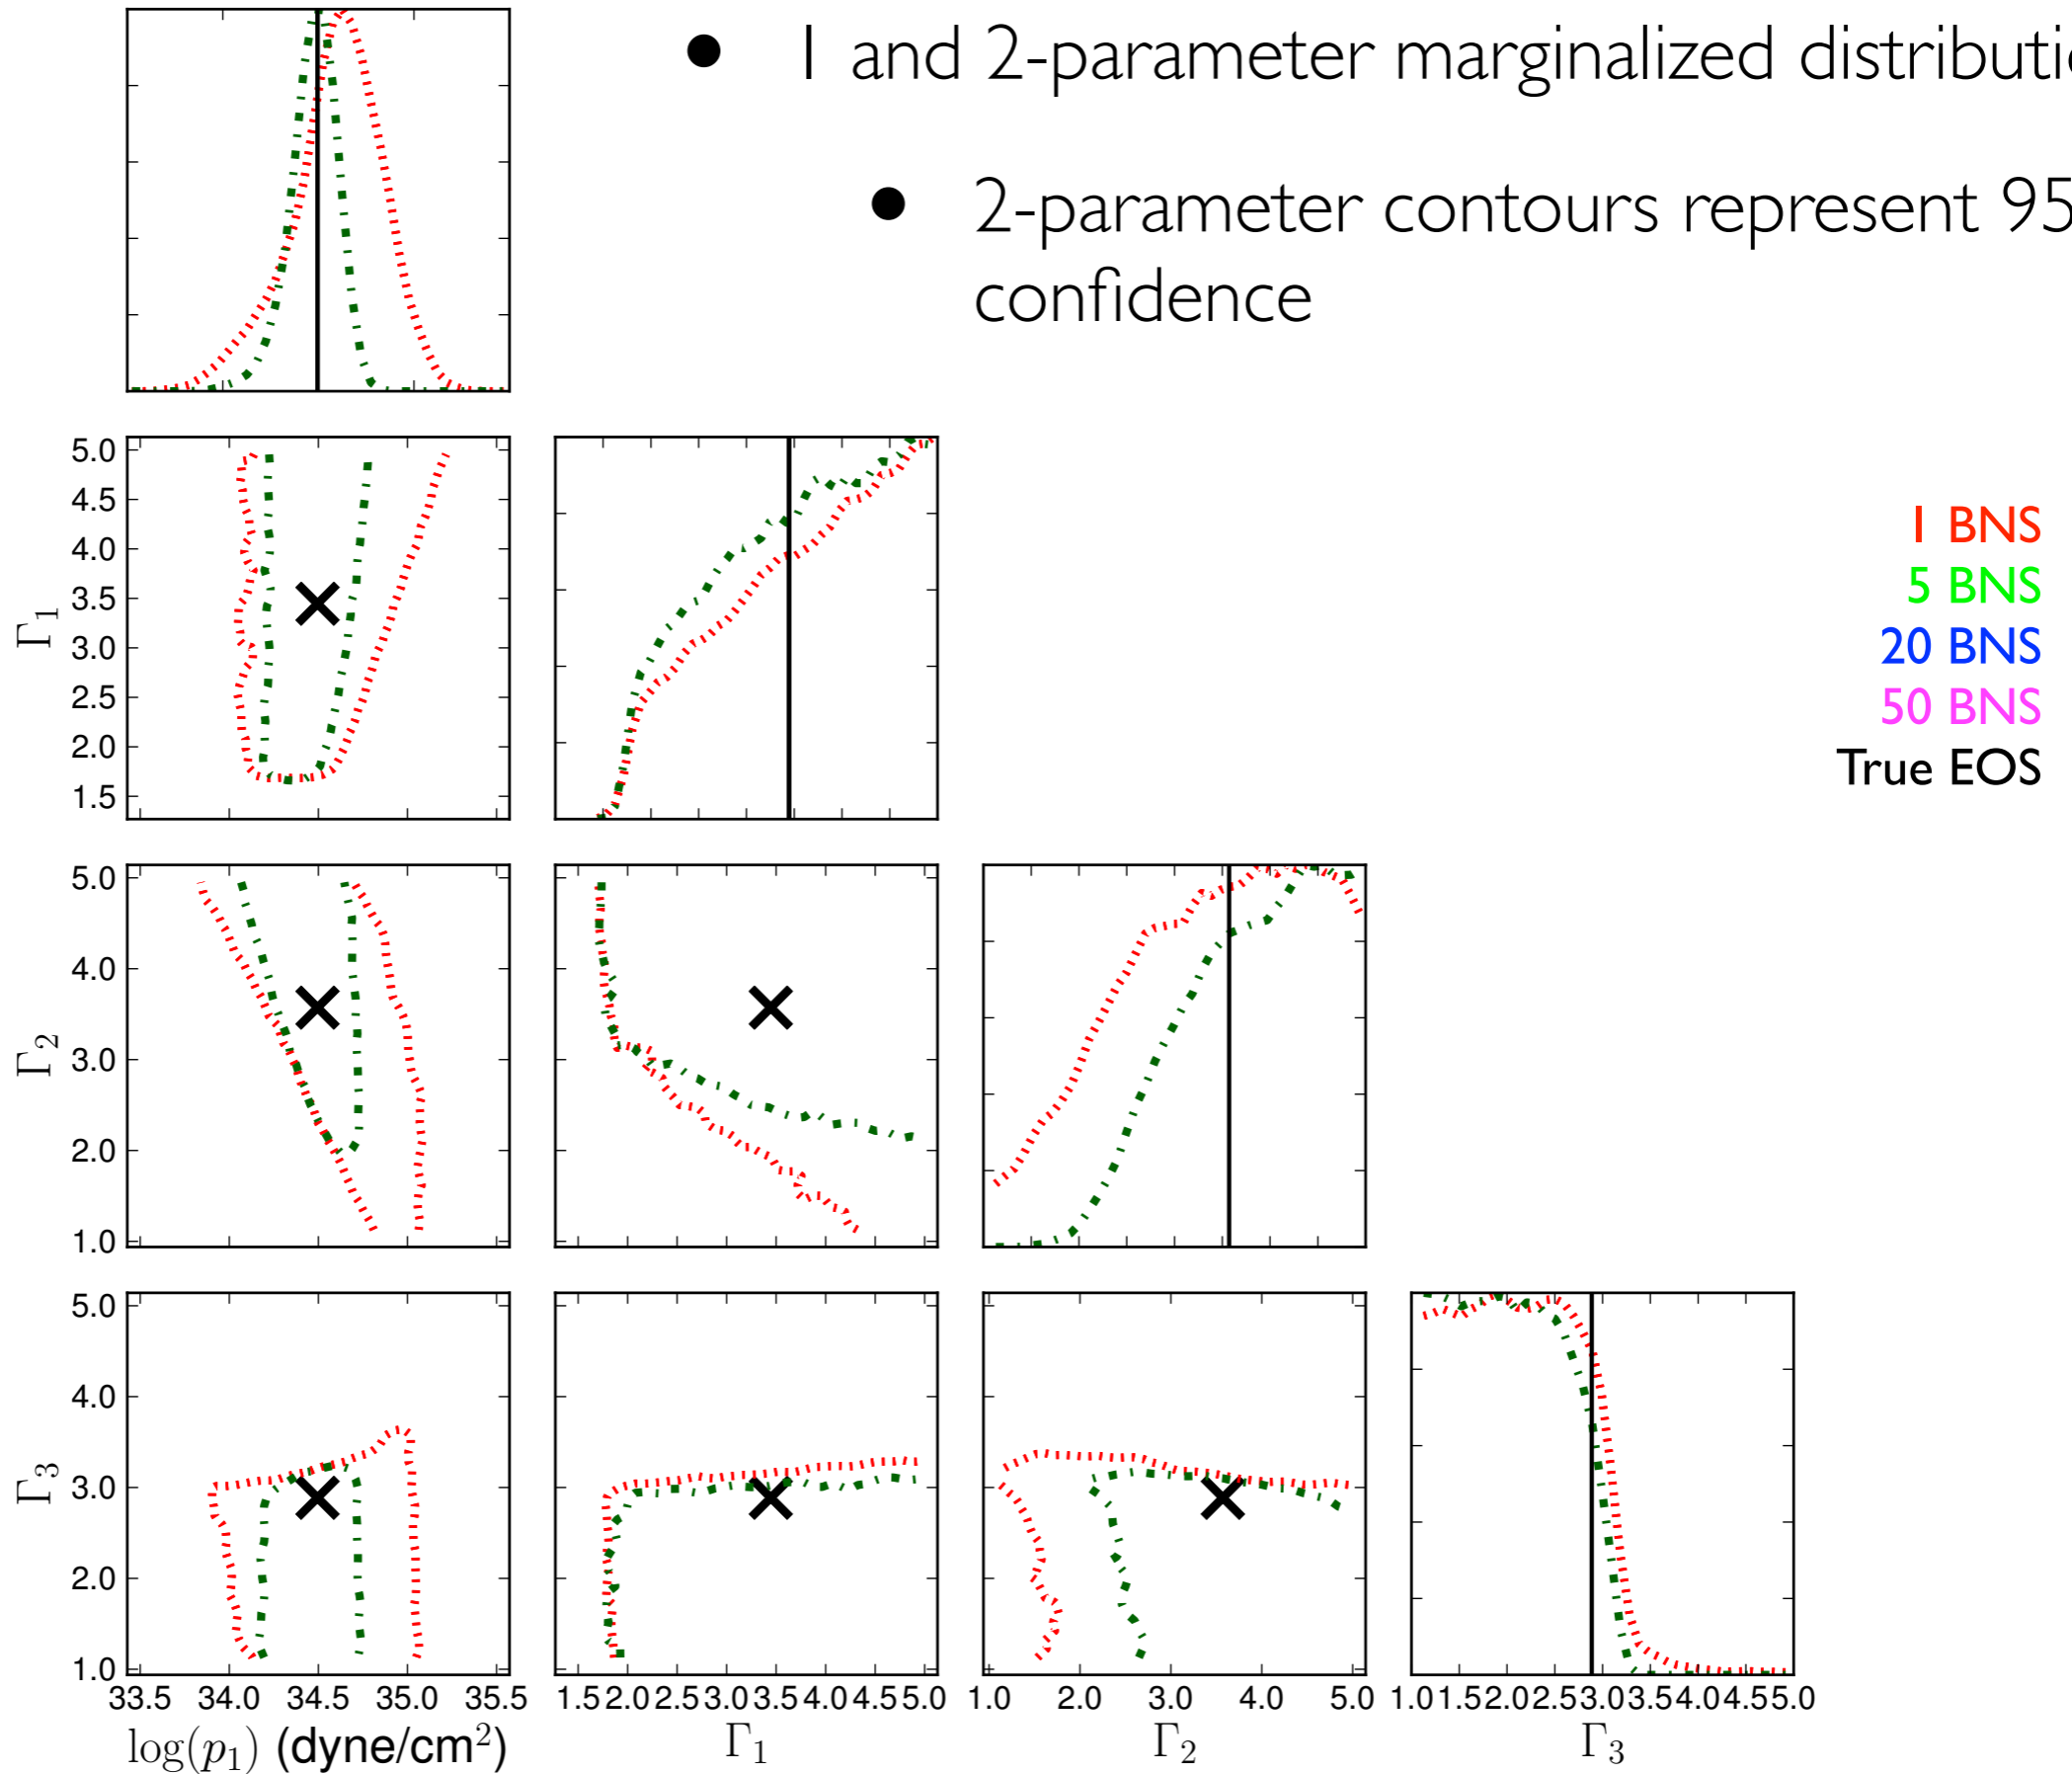 1 and 2-parameter marginalized
2-parameter contours represent 95
confidence
5.0
4.5
4.0
3.5
3.0
2.5
2.0
1.5
Γ1
1 BNS
5 BNS
20 BNS
50 BNS
True EOS
5.0
4.0
3.0
2.0
1.0
Γ2
5.0
4.0
3.0
2.0
1.0
Γ3
33.5 34.0 34.5 35.0 35.5
1.5 2.0 2.5 3.0 3.5 4.0 4.5 5.0
1.0 2.0 3.0 4.0 5.0
1.0 1.5 2.0 2.5 3.0 3.5 4.0 4.5 5.0
log(p1) (dyne/cm²)
Γ1
Γ2
Γ3